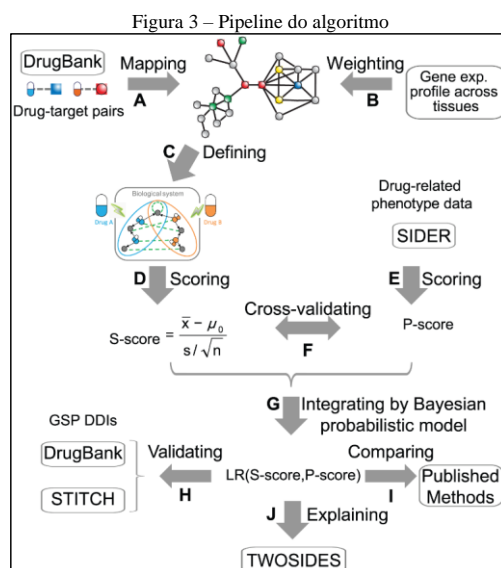 Figura 3 – Pipeline do algoritmo
DrugBank
Mapping
Weighting
A
B
Drug-target pairs
Gene exp.
profile across
tissues
C
Defining
Biological system
Drug A
Drug B
Drug-related
phenotype data
SIDER
D
Scoring
E
Scoring
Cross-validating
S-score = x̄ − μ₀ / s/√n
F
P-score
G
Integrating by Bayesian
probabilistic model
GSP DDIs
DrugBank
STITCH
Validating
H
LR(S-score,P-score)
Comparing
I
Published
Methods
J
Explaining
TWOSIDES